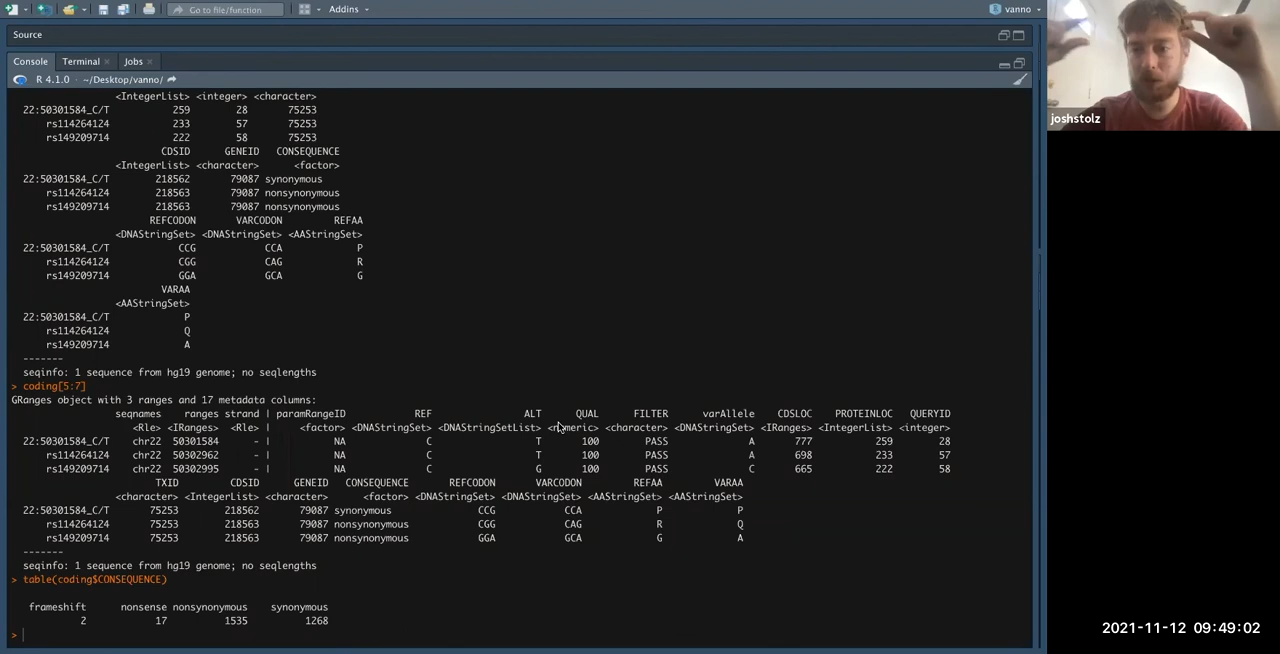 Go to file/function
Addins
vanno
Source
Console Terminal Jobs
R 4.1.0 · ~/Desktop/vanno/
<IntegerList> <integer> <character>
22:50301584_C/T 259 28 75253
rs114264124 233 57 75253
rs149209714 222 58 75253
CDSID GENEID CONSEQUENCE
<IntegerList> <character> <factor>
22:50301584_C/T 218562 79087 synonymous
rs114264124 218563 79087 nonsynonymous
rs149209714 218563 79087 nonsynonymous
REFCODON VARCODON REFAA
<DNAStringSet> <DNAStringSet> <AAStringSet>
22:50301584_C/T CCG CCA P
rs114264124 CGG CAG R
rs149209714 GGA GCA G
VARAA
<AAStringSet>
22:50301584_C/T P
rs114264124 Q
rs149209714 A
-------
seqinfo: 1 sequence from hg19 genome; no seqlengths
> coding[5:7]
GRanges object with 3 ranges and 17 metadata columns:
seqnames ranges strand | paramRangeID REF ALT QUAL FILTER varAllele CDSLOC PROTEINLOC QUERYID
<Rle> <IRanges> <Rle> | <factor> <DNAStringSet> <DNAStringSetList> <numeric> <character> <DNAStringSet> <IRanges> <IntegerList> <integer>
22:50301584_C/T chr22 50301584 - | NA C T 100 PASS A 777 259 28
rs114264124 chr22 50302962 - | NA C T 100 PASS A 698 233 57
rs149209714 chr22 50302995 - | NA C G 100 PASS C 665 222 58
TXID CDSID GENEID CONSEQUENCE REFCODON VARCODON REFAA VARAA
<character> <IntegerList> <character> <factor> <DNAStringSet> <DNAStringSet> <AAStringSet> <AAStringSet>
22:50301584_C/T 75253 218562 79087 synonymous CCG CCA P P
rs114264124 75253 218563 79087 nonsynonymous CGG CAG R Q
rs149209714 75253 218563 79087 nonsynonymous GGA GCA G A
-------
seqinfo: 1 sequence from hg19 genome; no seqlengths
> table(coding$CONSEQUENCE)
frameshift nonsense nonsynonymous synonymous
2 17 1535 1268
>
joshstolz
2021-11-12 09:49:02